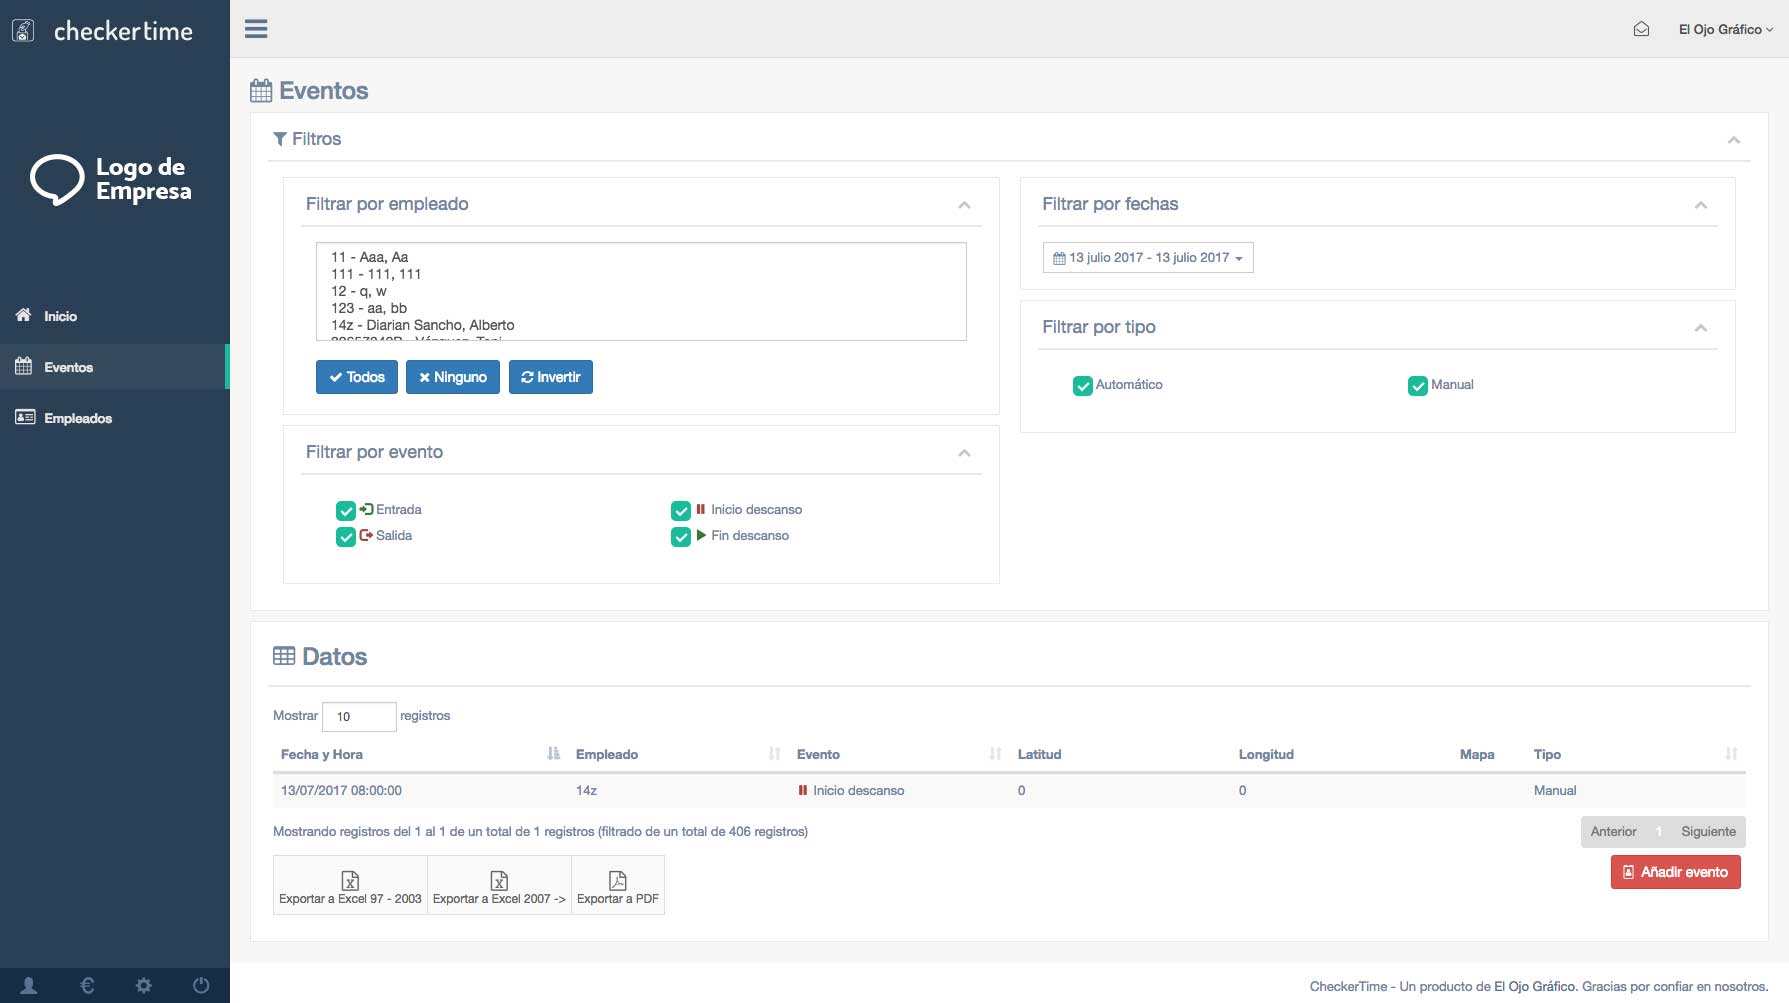 checkertime
El Ojo Gráfico
Logo de
Empresa
Inicio
Eventos
Empleados
Eventos
Filtros
Filtrar por empleado
11 - Aaa, Aa
111 - 111, 111
12 - q, w
123 - aa, bb
14z - Diarian Sancho, Alberto
Todos
Ninguno
Invertir
Filtrar por fechas
13 julio 2017 - 13 julio 2017
Filtrar por tipo
Automático
Manual
Filtrar por evento
Entrada
Inicio descanso
Salida
Fin descanso
Datos
Mostrar 10 registros
Fecha y Hora Empleado Evento Latitud Longitud Mapa Tipo
13/07/2017 08:00:00 14z Inicio descanso 0 0 Manual
Mostrando registros del 1 al 1 de un total de 1 registros (filtrado de un total de 406 registros)
Anterior 1 Siguiente
Exportar a Excel 97 - 2003
Exportar a Excel 2007 ->
Exportar a PDF
Añadir evento
CheckerTime - Un producto de El Ojo Gráfico. Gracias por confiar en nosotros.